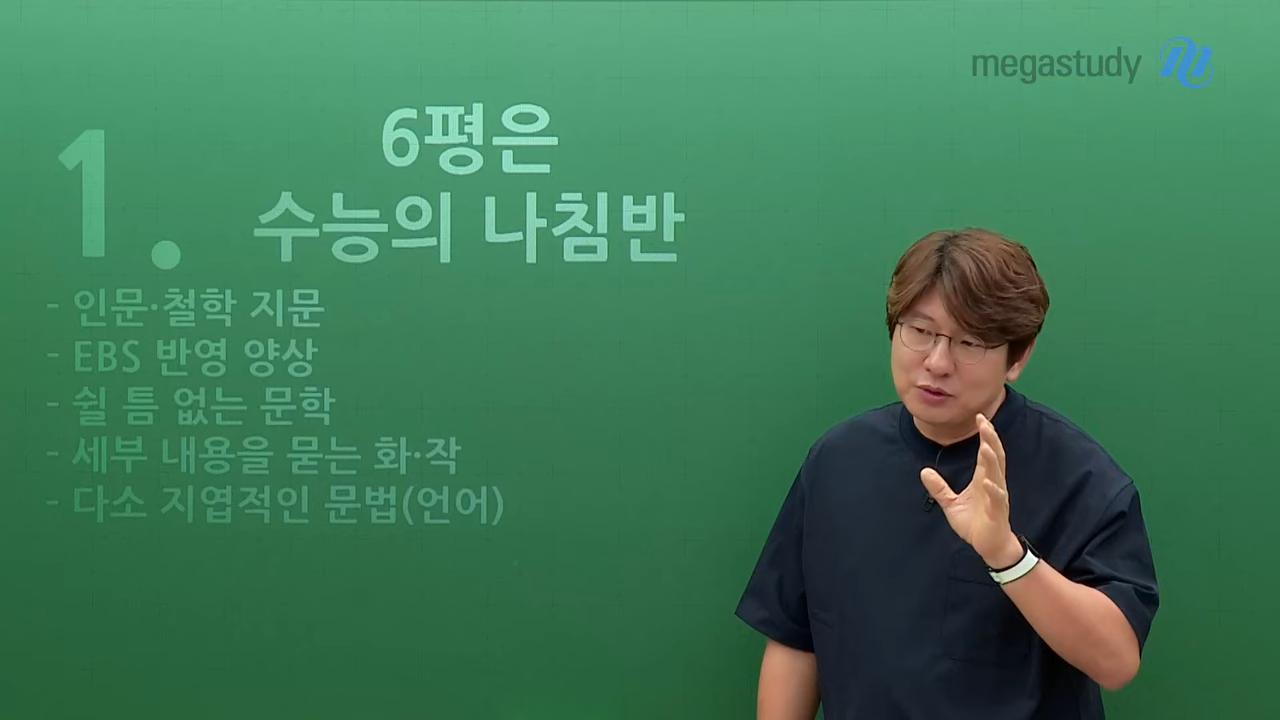 megastudy
1. 6평은
수능의 나침반
- 인문·철학 지문
- EBS 반영 양상
- 쉴 틈 없는 문학
- 세부 내용을 묻는 화·작
- 다소 지엽적인 문법(언어)